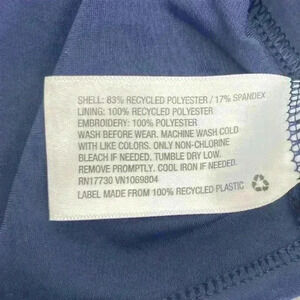 SHELL: 83% RECYCLED POLYESTER / 17% SPANDEX
LINING: 100% RECYCLED POLYESTER
EMBROIDERY: 100% POLYESTER
WASH BEFORE WEAR. MACHINE WASH COLD
WITH LIKE COLORS. ONLY NON-CHLORINE
BLEACH IF NEEDED. TUMBLE DRY LOW.
REMOVE PROMPTLY. COOL IRON IF NEEDED.
RN17730 VN1069804
LABEL MADE FROM 100% RECYCLED PLASTIC